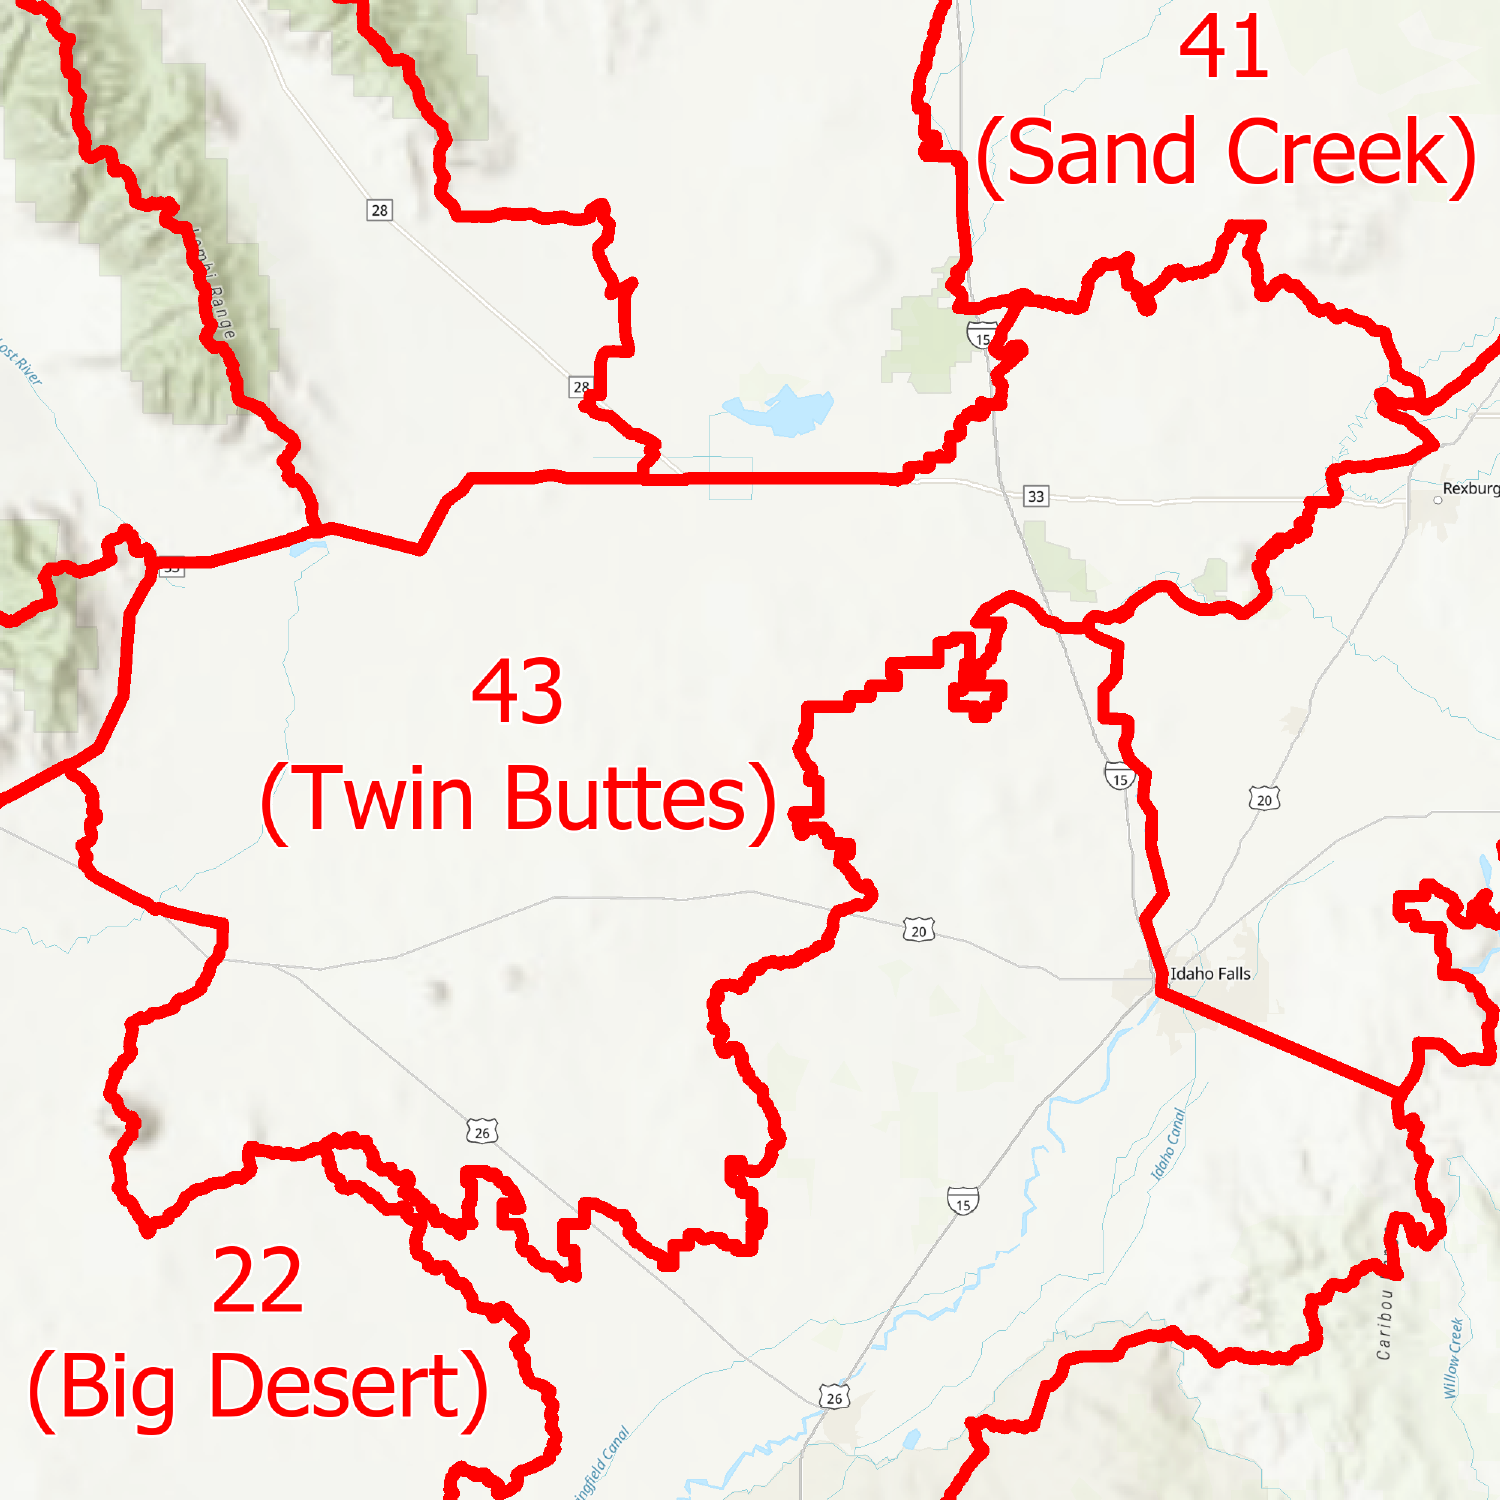 41
(Sand Creek)
28
Lemhi Range
15
Lost River
28
33
Rexburg
33
43
(Twin Buttes)
15
20
20
Idaho Falls
26
Idaho Canal
15
22
(Big Desert)
Caribou
Willow Creek
26
ingfield Canal